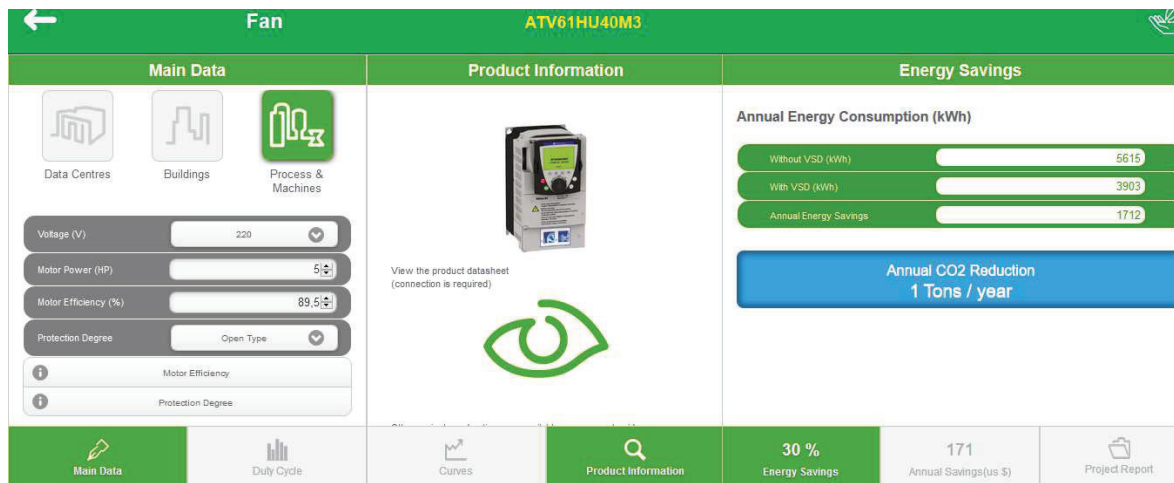 Fan
ATV61HU40M3
Main Data
Product Information
Energy Savings
Data Centres
Buildings
Process &
Machines
Voltage (V)
220
Motor Power (HP)
5
Motor Efficiency (%)
89,5
Protection Degree
Open Type
Motor Efficiency
Protection Degree
View the product datasheet
(connection is required)
Annual Energy Consumption (kWh)
Without VSD (kWh)
5615
With VSD (kWh)
3903
Annual Energy Savings
1712
Annual CO2 Reduction
1 Tons / year
Main Data
Duty Cycle
Curves
Product Information
30 %
Energy Savings
171
Annual Savings(us $)
Project Report